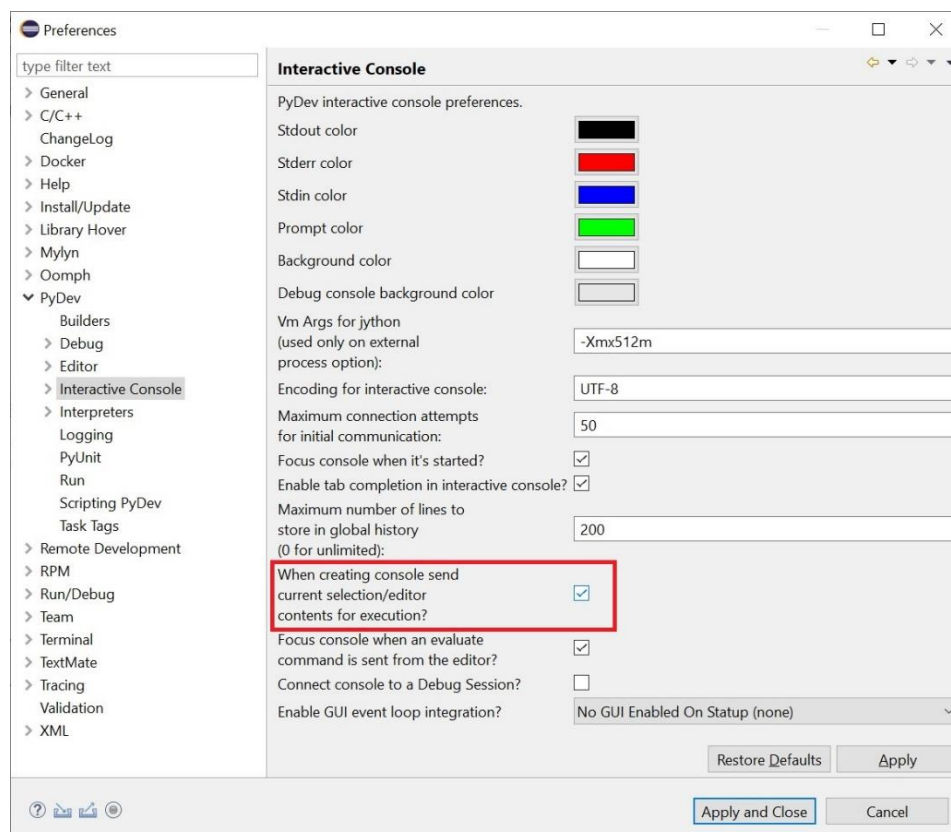 Preferences
type filter text
General
C/C++
ChangeLog
Docker
Help
Install/Update
Library Hover
Mylyn
Oomph
PyDev
Builders
Debug
Editor
Interactive Console
Interpreters
Logging
PyUnit
Run
Scripting PyDev
Task Tags
Remote Development
RPM
Run/Debug
Team
Terminal
TextMate
Tracing
Validation
XML
Interactive Console
PyDev interactive console preferences.
Stdout color
Stderr color
Stdin color
Prompt color
Background color
Debug console background color
Vm Args for jython
(used only on external
process option):
-Xmx512m
Encoding for interactive console:
UTF-8
Maximum connection attempts
for initial communication:
50
Focus console when it's started?
Enable tab completion in interactive console?
Maximum number of lines to
store in global history
(0 for unlimited):
200
When creating console send
current selection/editor
contents for execution?
Focus console when an evaluate
command is sent from the editor?
Connect console to a Debug Session?
Enable GUI event loop integration?
No GUI Enabled On Statup (none)
Restore Defaults
Apply
Apply and Close
Cancel